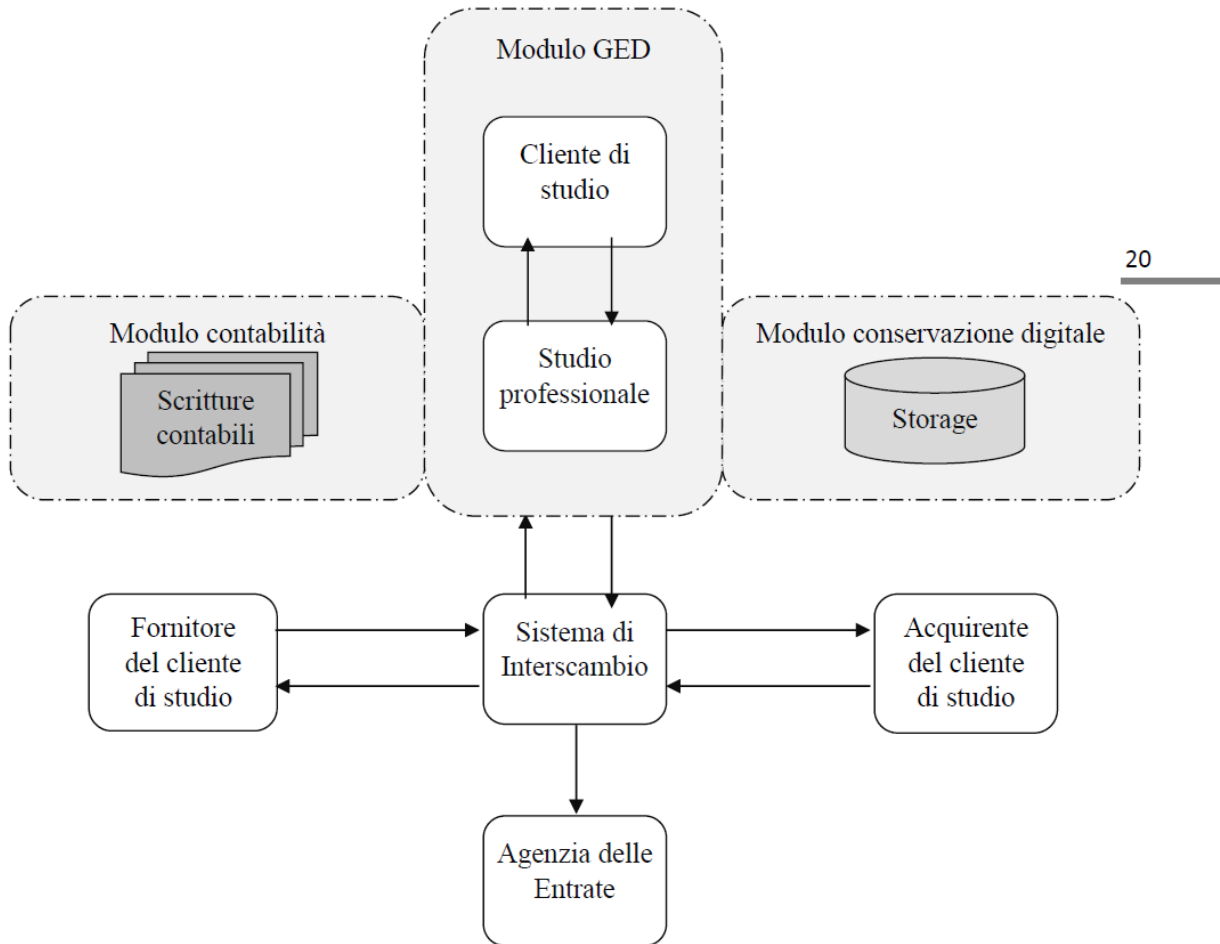 Modulo GED
Cliente di
studio
20
Modulo contabilità
Scritture
contabili
Studio
professionale
Modulo conservazione digitale
Storage
Fornitore
del cliente
di studio
Sistema di
Interscambio
Acquirente
del cliente
di studio
Agenzia delle
Entrate